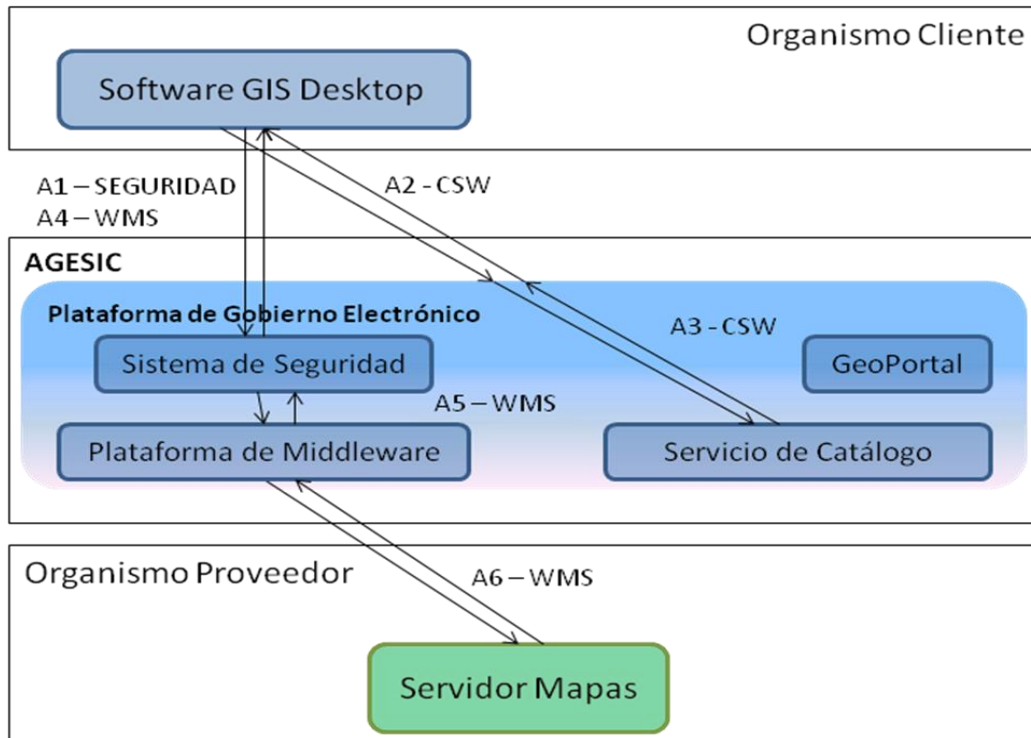 Organismo Cliente
Software GIS Desktop
A1 – SEGURIDAD
A4 – WMS
A2 - CSW
AGESIC
Plataforma de Gobierno Electrónico
A3 - CSW
Sistema de Seguridad
GeoPortal
A5 – WMS
Plataforma de Middleware
Servicio de Catálogo
Organismo Proveedor
A6 – WMS
Servidor Mapas